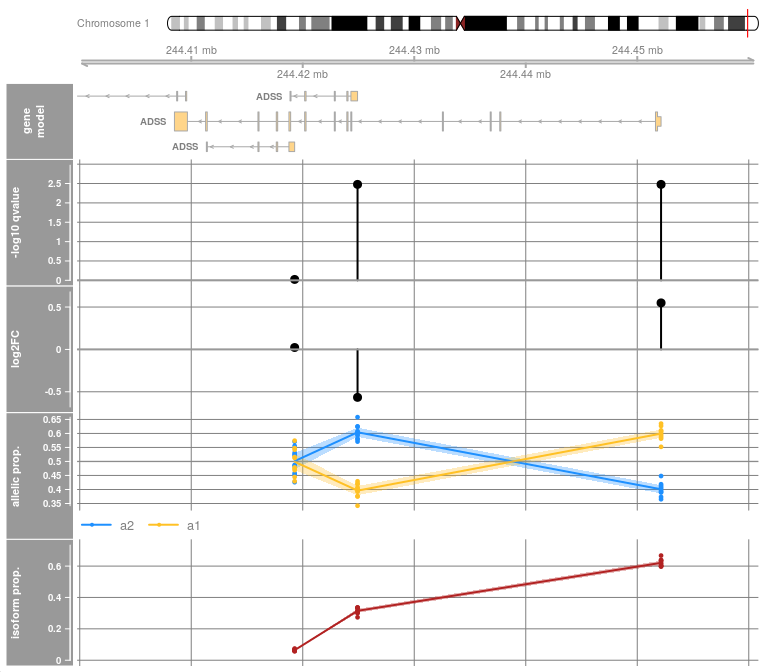 Chromosome 1
244.41 mb 244.43 mb 244.45 mb
244.42 mb 244.44 mb
gene model
ADSS
ADSS
ADSS
-log10 qvalue
2.5
2
1.5
1
0.5
0
log2FC
0.5
0
-0.5
allelic prop.
0.65
0.6
0.55
0.5
0.45
0.4
0.35
a2 a1
isoform prop.
0.6
0.4
0.2
0